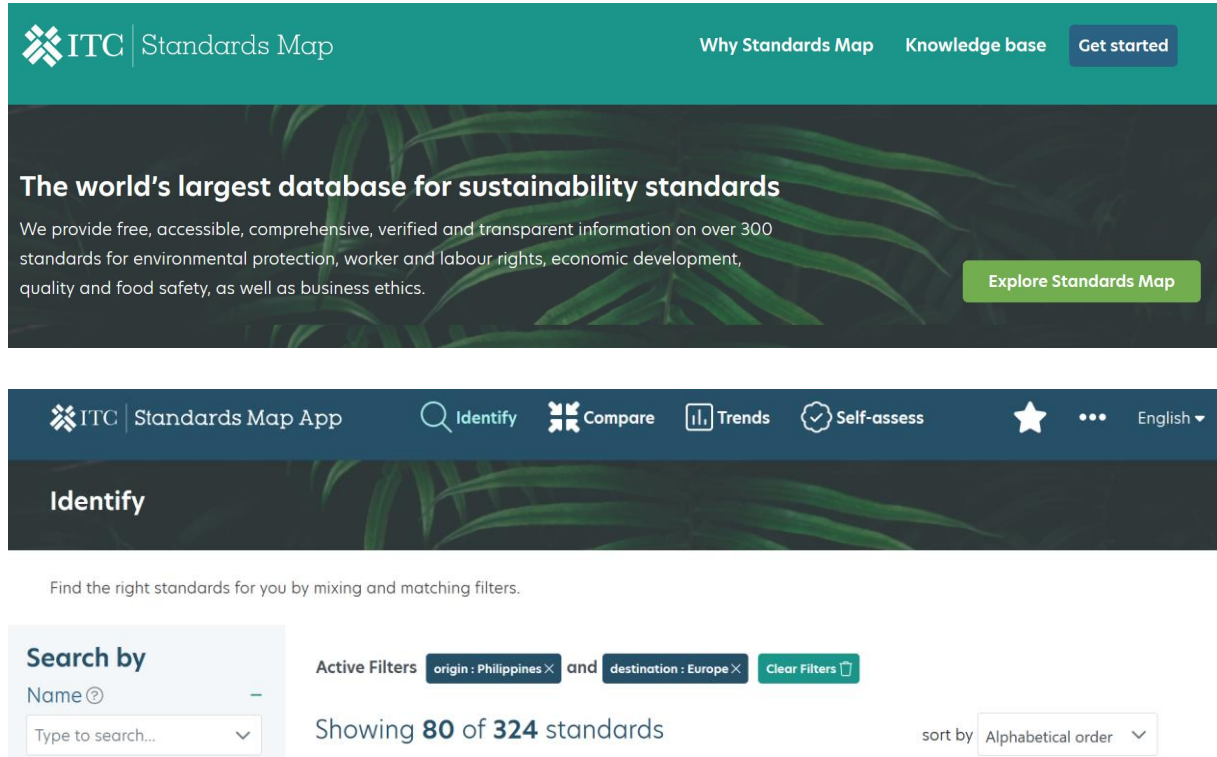 ITC Standards Map
Why Standards Map Knowledge base Get started
The world's largest database for sustainability standards
We provide free, accessible, comprehensive, verified and transparent information on over 300
standards for environmental protection, worker and labour rights, economic development,
quality and food safety, as well as business ethics.
Explore Standards Map
ITC Standards Map App Identify Compare Trends Self-assess English
Identify
Find the right standards for you by mixing and matching filters.
Search by
Active Filters origin : Philippines and destination : Europe Clear Filters
Name
Type to search...
Showing 80 of 324 standards
sort by Alphabetical order